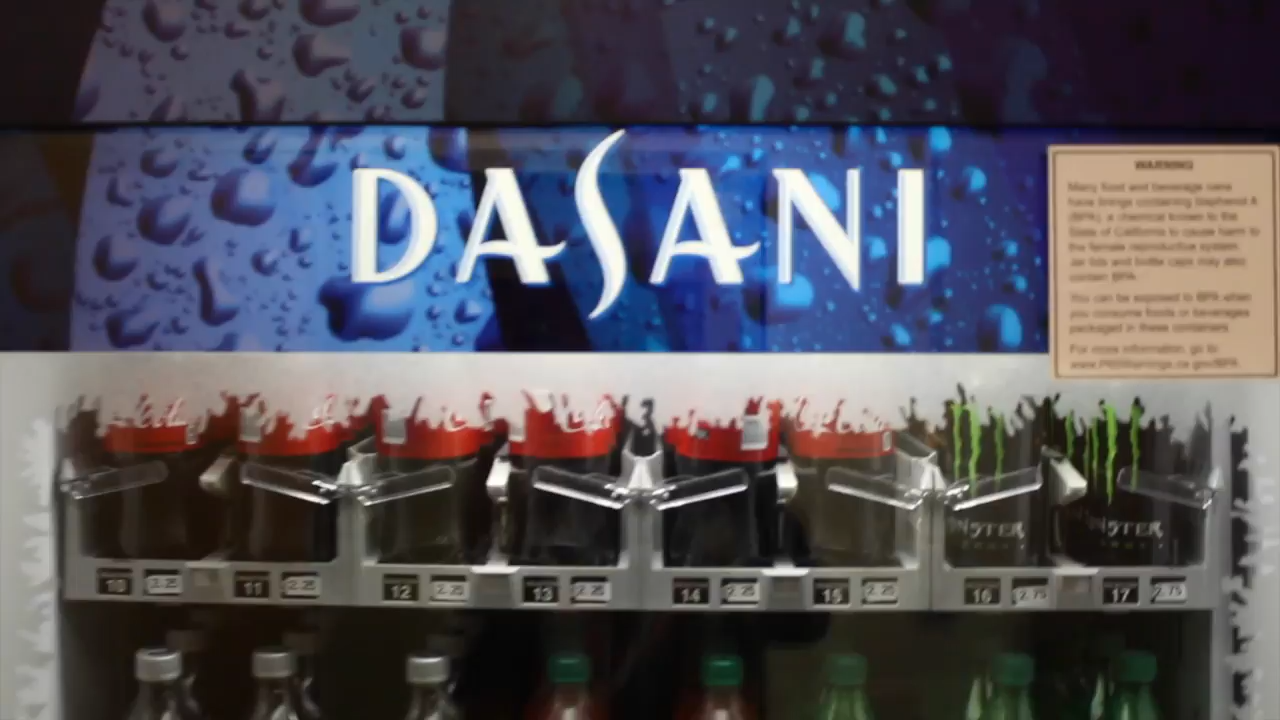 DASANI
WARNING
Many food and beverage cans
have linings containing bisphenol A
(BPA), a chemical known to the
State of California to cause harm to
the female reproductive system.
Jar lids and bottle caps may also
contain BPA.
You can be exposed to BPA when
you consume foods or beverages
packaged in these containers.
For more information, go to:
www.P65Warnings.ca.gov/BPA
10 2.25 11 2.25 12 2.25 13 2.25 14 2.25 15 2.25 16 2.75 17 2.75